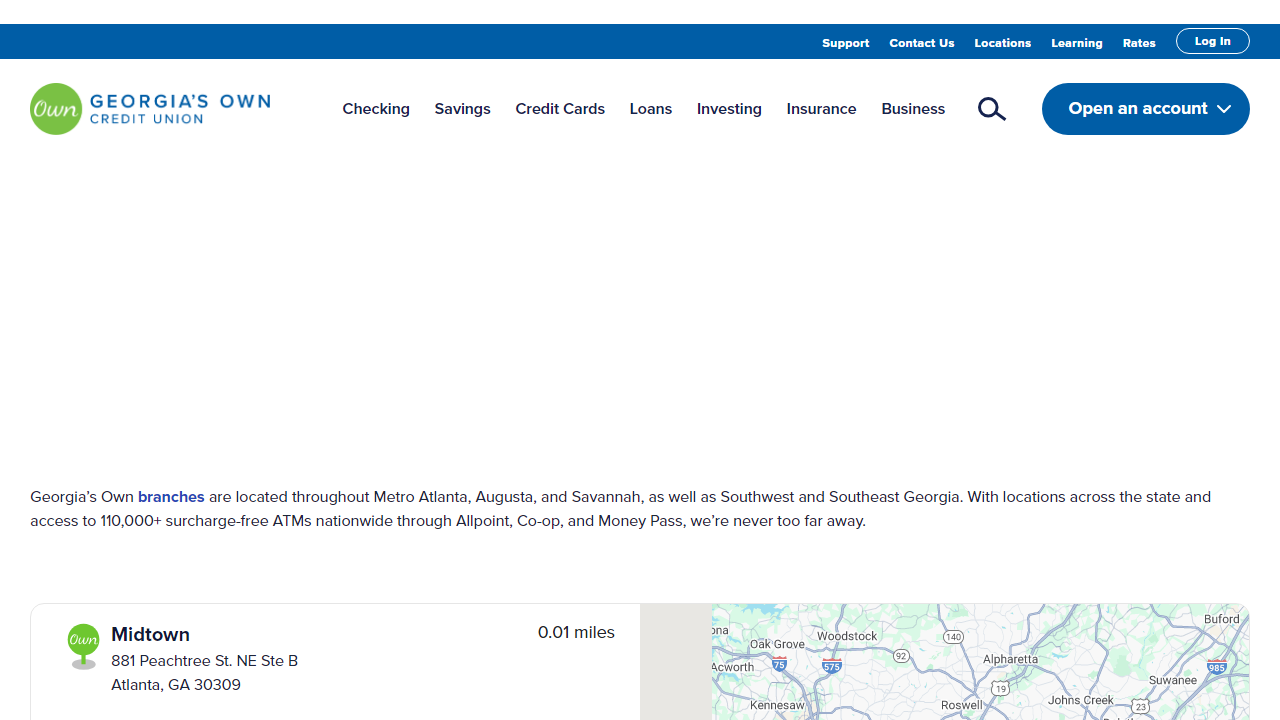 Support Contact Us Locations Learning Rates Log In
Own GEORGIA'S OWN
CREDIT UNION
Checking Savings Credit Cards Loans Investing Insurance Business Open an account
Georgia's Own branches are located throughout Metro Atlanta, Augusta, and Savannah, as well as Southwest and Southeast Georgia. With locations across the state and
access to 110,000+ surcharge-free ATMs nationwide through Allpoint, Co-op, and Money Pass, we're never too far away.
Own Midtown 0.01 miles
881 Peachtree St. NE Ste B
Atlanta, GA 30309
Buford
ona
Woodstock
140
Oak Grove
92
Alpharetta
75
575
985
Acworth
Suwanee
19
Johns Creek
Kennesaw
Roswell
23